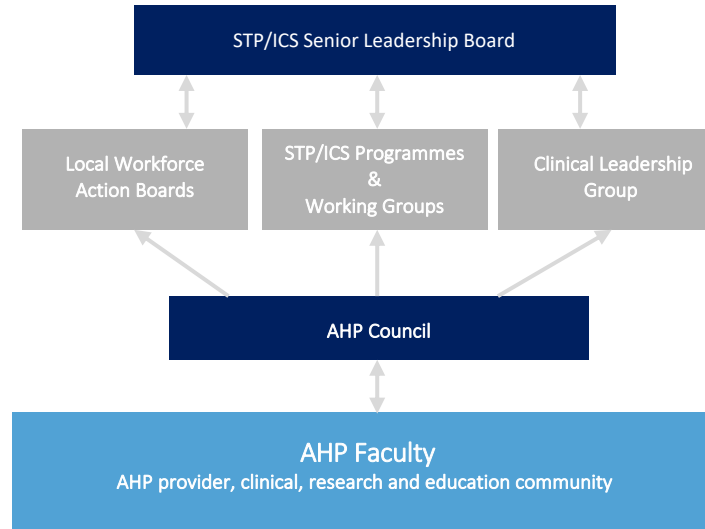 STP/ICS Senior Leadership Board
Local Workforce
Action Boards
STP/ICS Programmes
&
Working Groups
Clinical Leadership
Group
AHP Council
AHP Faculty
AHP provider, clinical, research and education community